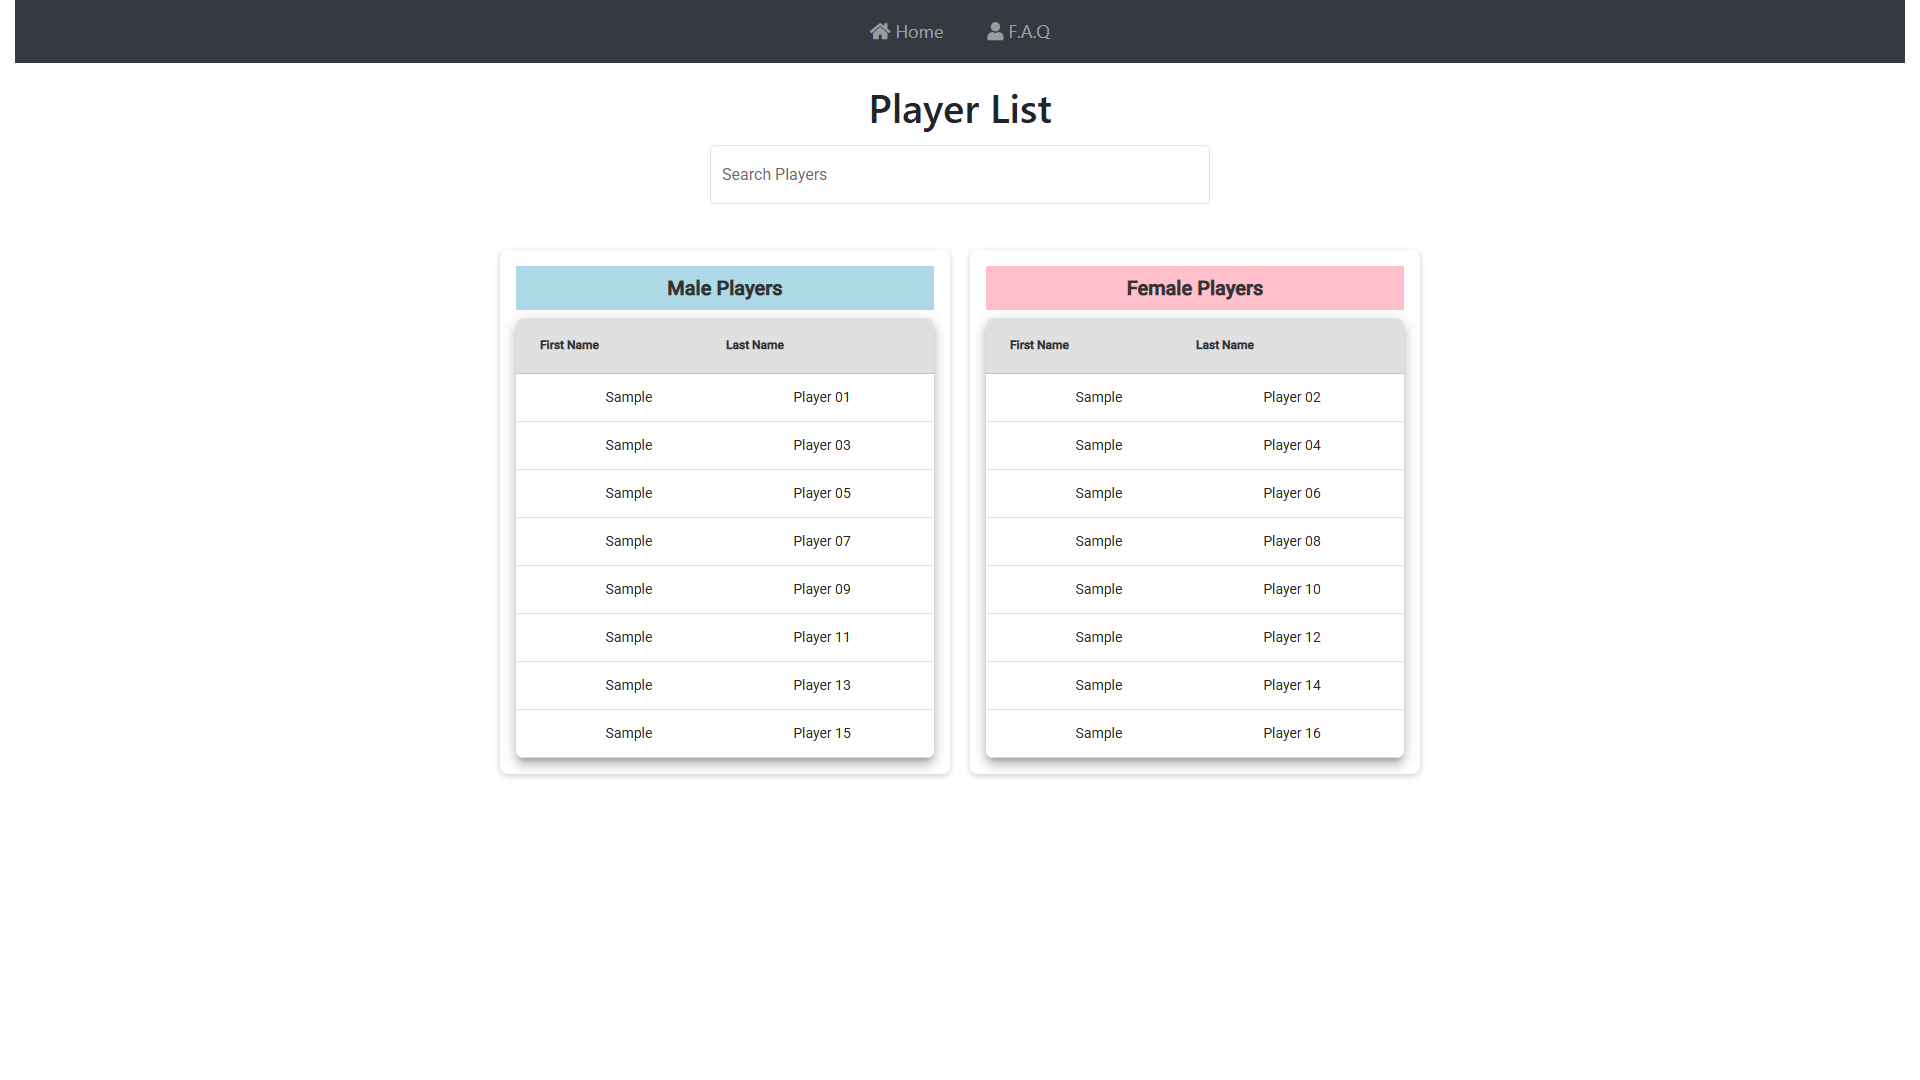 Home F.A.Q
Player List
Search Players
Male Players
First Name Last Name
Sample Player 01
Sample Player 03
Sample Player 05
Sample Player 07
Sample Player 09
Sample Player 11
Sample Player 13
Sample Player 15
Female Players
First Name Last Name
Sample Player 02
Sample Player 04
Sample Player 06
Sample Player 08
Sample Player 10
Sample Player 12
Sample Player 14
Sample Player 16